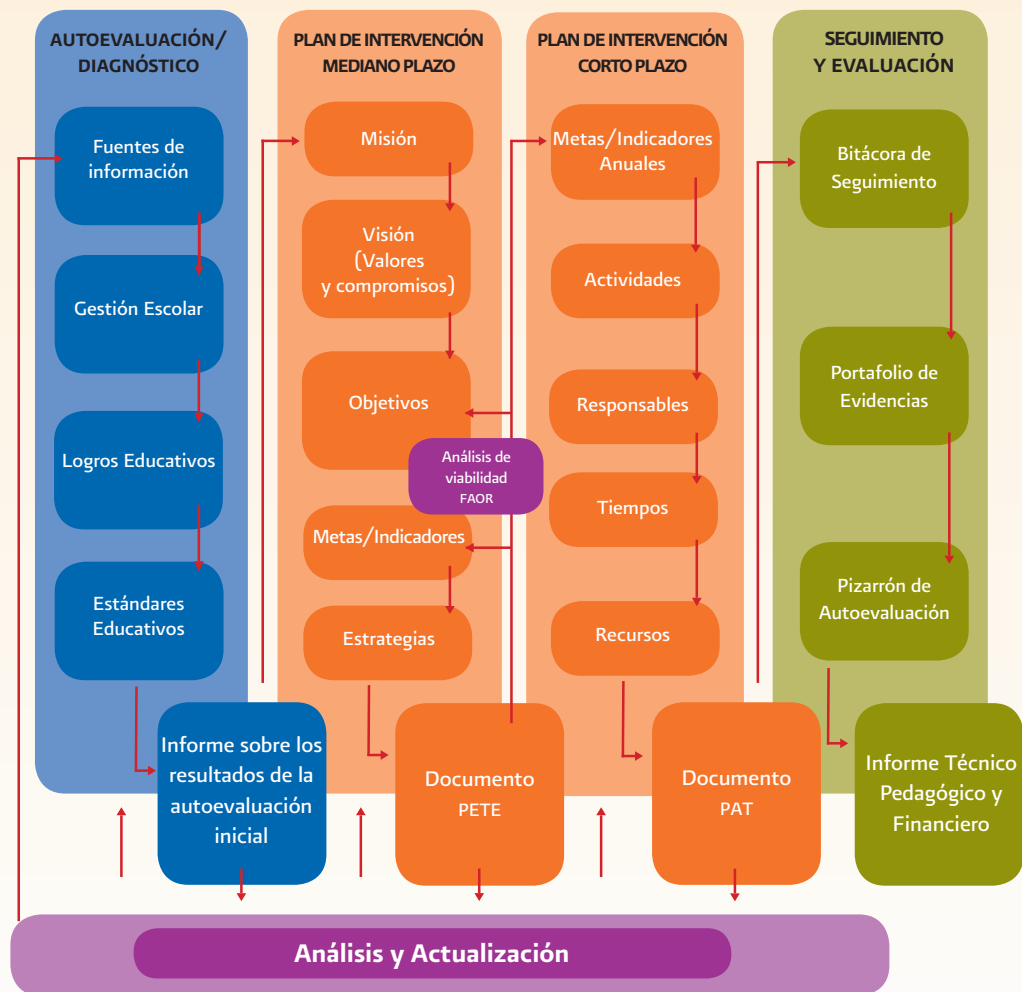 AUTOEVALUACIÓN/
DIAGNÓSTICO
Fuentes de
información
Gestión Escolar
Logros Educativos
Estándares
Educativos
Informe sobre los
resultados de la
autoevaluación
inicial
PLAN DE INTERVENCIÓN
MEDIANO PLAZO
Misión
Visión
(Valores
y compromisos)
Objetivos
Análisis de
viabilidad
FAOR
Metas/Indicadores
Estrategias
Documento
PETE
PLAN DE INTERVENCIÓN
CORTO PLAZO
Metas/Indicadores
Anuales
Actividades
Responsables
Tiempos
Recursos
Documento
PAT
SEGUIMIENTO
Y EVALUACIÓN
Bitácora de
Seguimiento
Portafolio de
Evidencias
Pizarrón de
Autoevaluación
Informe Técnico
Pedagógico y
Financiero
Análisis y Actualización